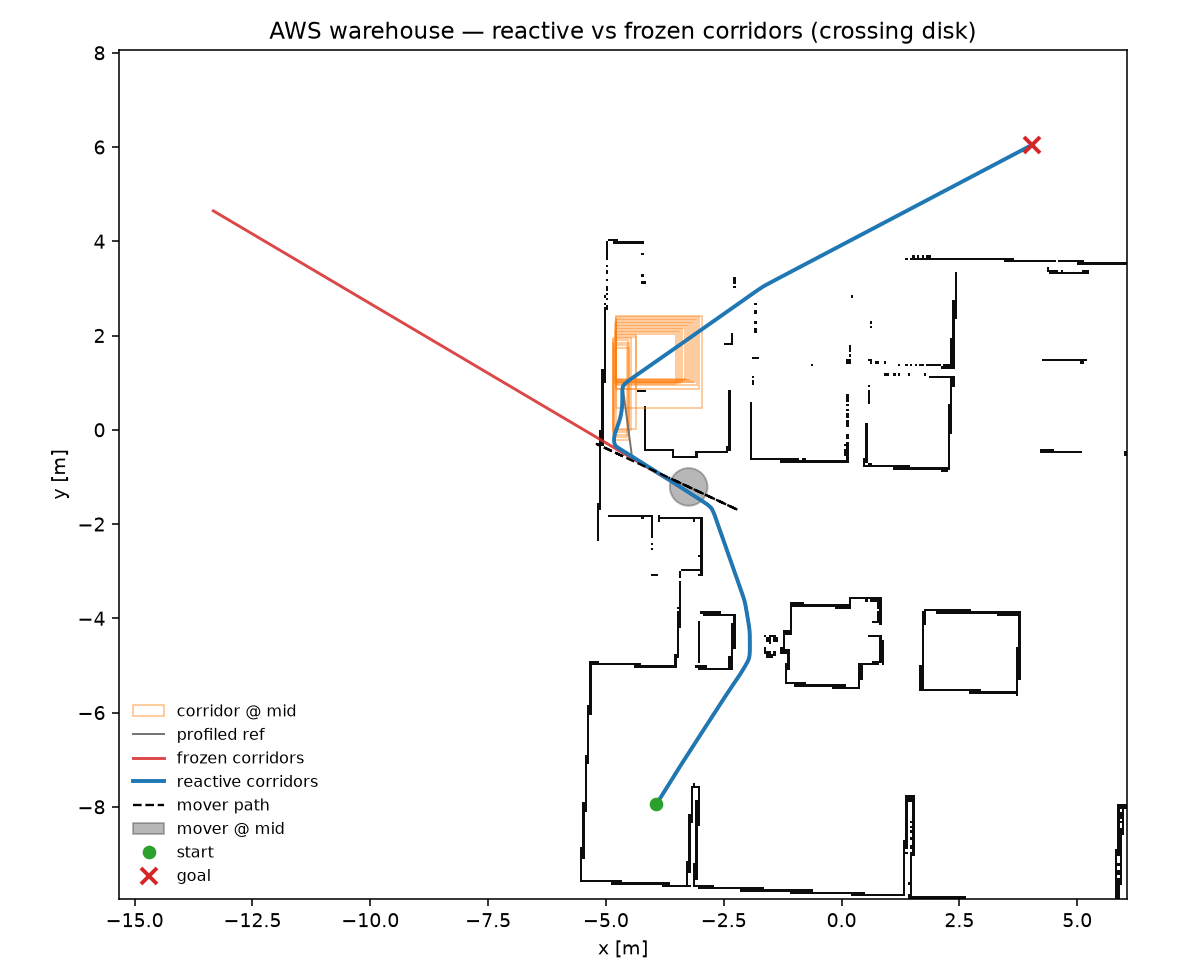 AWS warehouse — reactive vs frozen corridors (crossing disk)
8
6
4
2
0
−2
−4
−6
−8
y [m]
corridor @ mid
profiled ref
frozen corridors
reactive corridors
mover path
mover @ mid
start
goal
−15.0 −12.5 −10.0 −7.5 −5.0 −2.5 0.0 2.5 5.0
x [m]